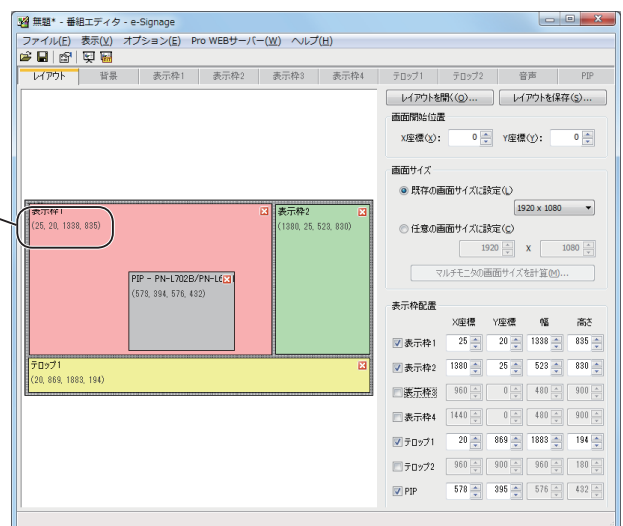 無題* - 番組エディタ - e-Signage
ファイル(F) 表示(V) オプション(E) Pro WEBサーバー(W) ヘルプ(H)
レイアウト 背景 表示枠1 表示枠2 表示枠3 表示枠4 テロップ1 テロップ2 音声 PIP
レイアウトを開く(O)... レイアウトを保存(S)...
画面開始位置
X座標(X): 0 Y座標(Y): 0
画面サイズ
既存の画面サイズに設定(L)
1920 x 1080
任意の画面サイズに設定(C)
1920 x 1080
マルチモニタの画面サイズを計算(M)...
表示枠配置
X座標 Y座標 幅 高さ
表示枠1 25 20 1338 835
表示枠2 1380 25 523 830
表示枠3 960 0 480 900
表示枠4 1440 0 480 900
テロップ1 20 869 1883 194
テロップ2 960 900 960 180
PIP 578 395 576 432
表示枠1
(25, 20, 1338, 835)
表示枠2
(1380, 25, 523, 830)
PIP - PN-L702B/PN-L6
(578, 394, 576, 432)
テロップ1
(20, 869, 1883, 194)